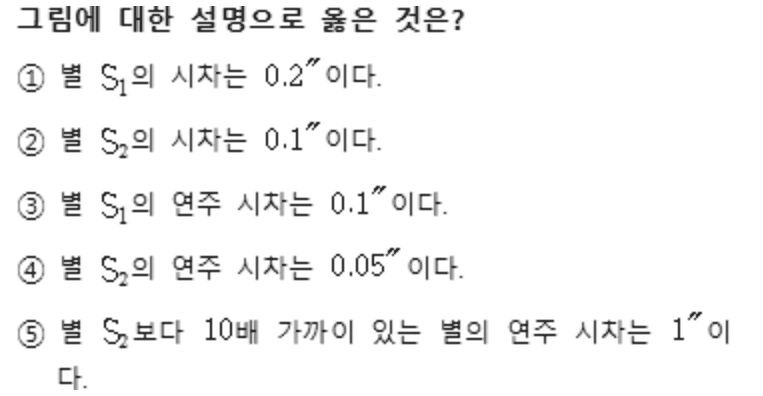 그림에 대한 설명으로 옳은 것은?
① 별 S₁의 시차는 0.2″이다.
② 별 S₂의 시차는 0.1″이다.
③ 별 S₁의 연주 시차는 0.1″이다.
④ 별 S₂의 연주 시차는 0.05″이다.
⑤ 별 S₂보다 10배 가까이 있는 별의 연주 시차는 1″이
다.